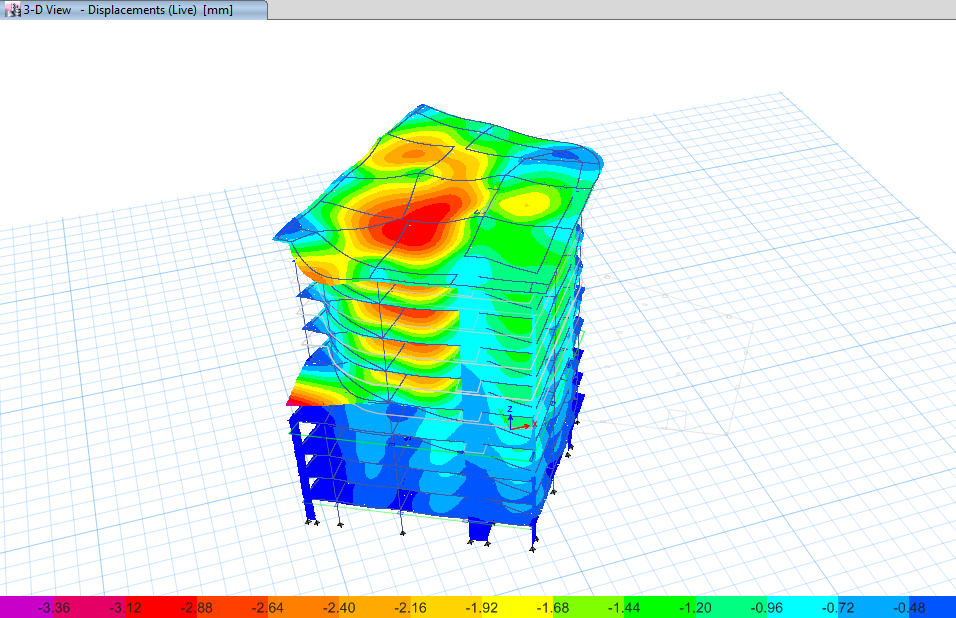 3-D View - Displacements (Live) [mm]
Z
X
-3.36 -3.12 -2.88 -2.64 -2.40 -2.16 -1.92 -1.68 -1.44 -1.20 -0.96 -0.72 -0.48